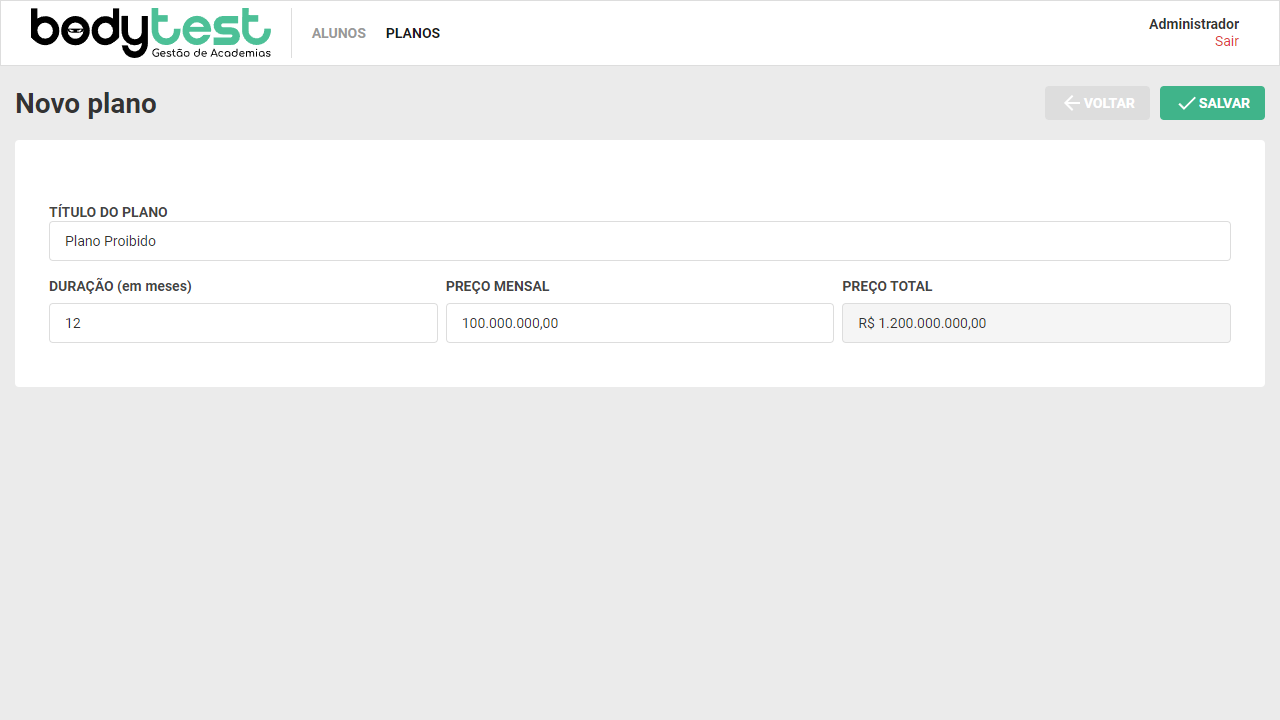 bodytest
Gestão de Academias
ALUNOS
PLANOS
Administrador
Sair
Novo plano
VOLTAR
SALVAR
TÍTULO DO PLANO
Plano Proibido
DURAÇÃO (em meses)
PREÇO MENSAL
PREÇO TOTAL
12
100.000.000,00
R$ 1.200.000.000,00